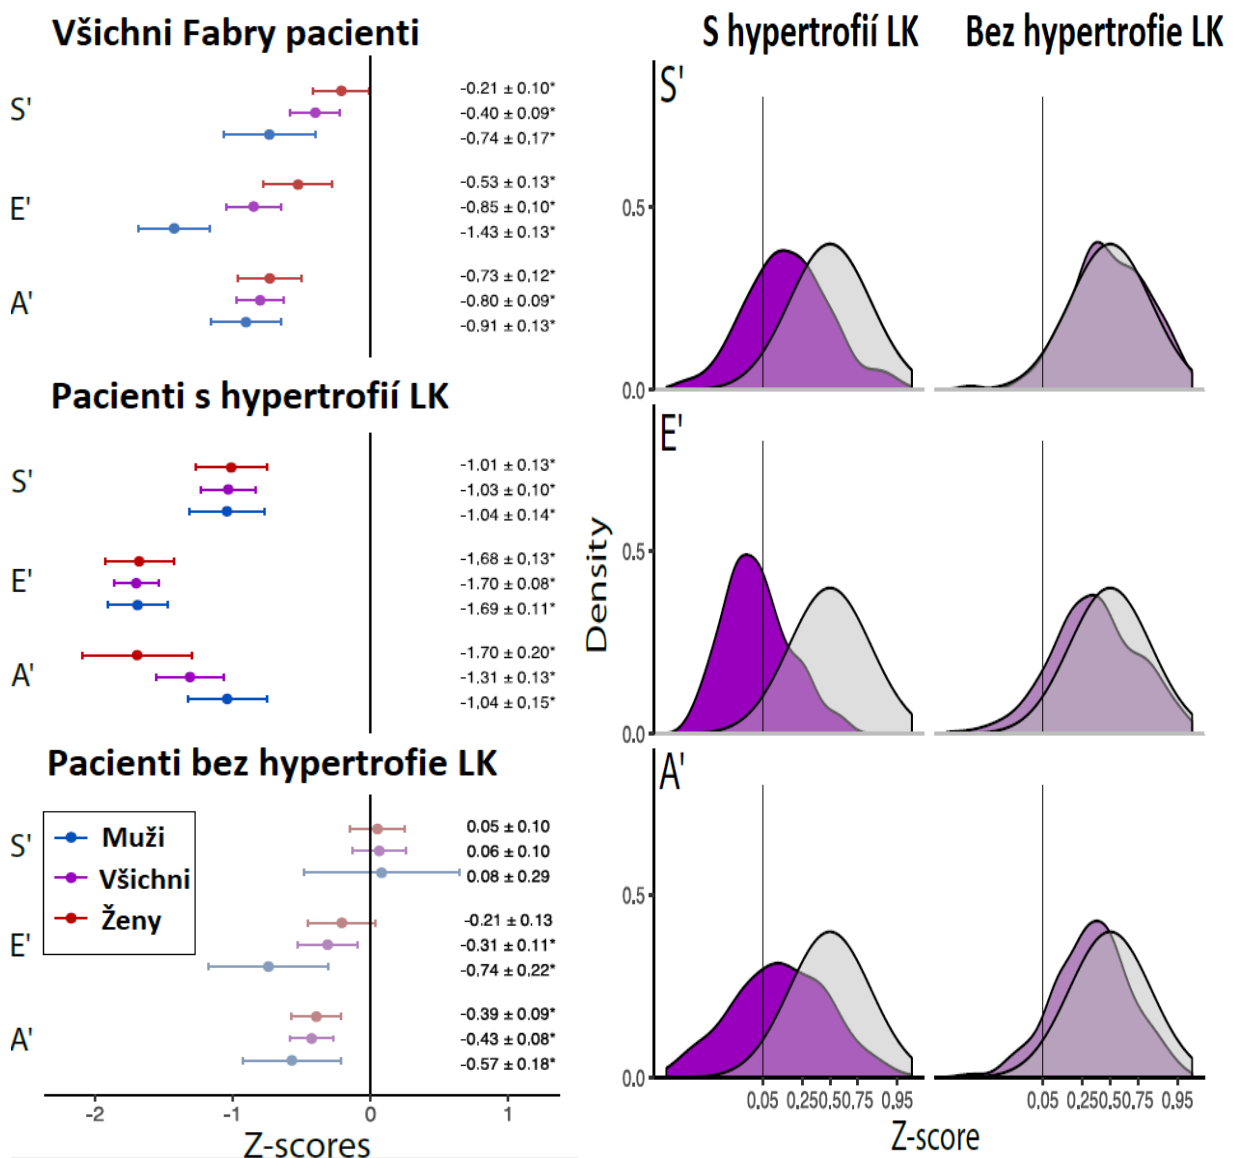 Všichni Fabry pacienti
S'
-0.21 ± 0.10*
-0.40 ± 0.09*
-0.74 ± 0.17*
E'
-0.53 ± 0.13*
-0.85 ± 0.10*
-1.43 ± 0.13*
A'
-0.73 ± 0.12*
-0.80 ± 0.09*
-0.91 ± 0.13*
Pacienti s hypertrofií LK
S'
-1.01 ± 0.13*
-1.03 ± 0.10*
-1.04 ± 0.14*
E'
-1.68 ± 0.13*
-1.70 ± 0.08*
-1.69 ± 0.11*
A'
-1.70 ± 0.20*
-1.31 ± 0.13*
-1.04 ± 0.15*
Pacienti bez hypertrofie LK
Muži
Všichni
Ženy
S'
0.05 ± 0.10
0.06 ± 0.10
0.08 ± 0.29
E'
-0.21 ± 0.13
-0.31 ± 0.11*
-0.74 ± 0.22*
A'
-0.39 ± 0.09*
-0.43 ± 0.08*
-0.57 ± 0.18*
-2 -1 0 1
Z-scores
S hypertrofií LK Bez hypertrofie LK
S'
0.5
0.0
E'
0.5
0.0
A'
0.5
0.0
Density
0.05 0.25 0.50 0.75 0.95 0.05 0.25 0.50 0.75 0.95
Z-score